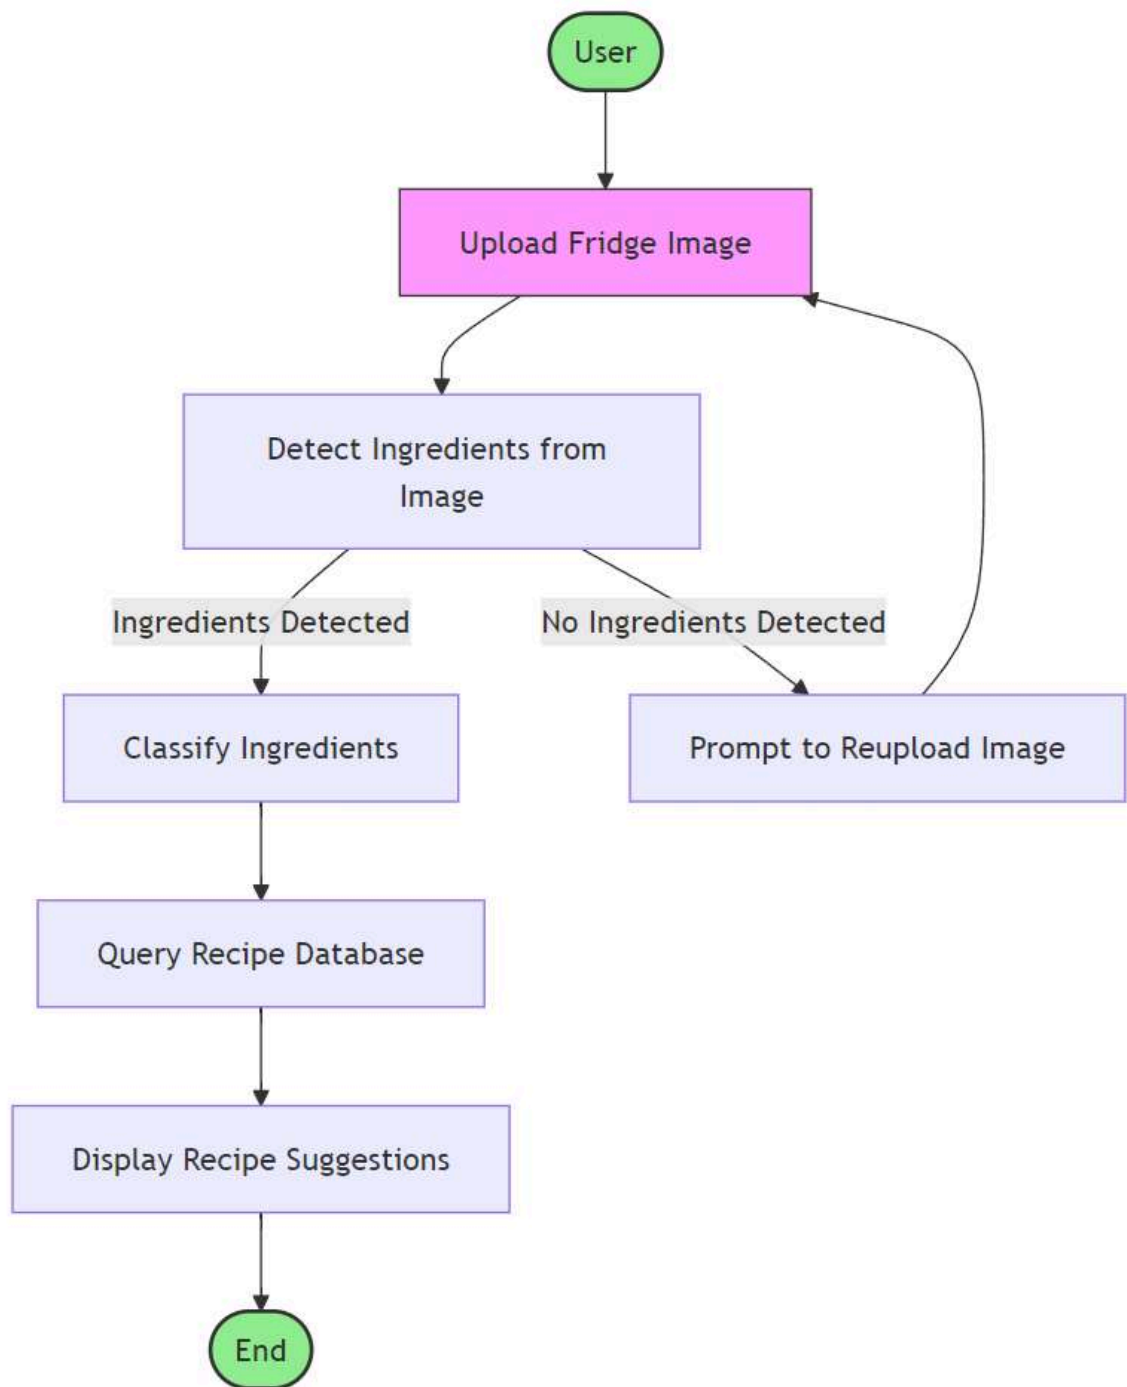 User
Upload Fridge Image
Detect Ingredients from
Image
Ingredients Detected
No Ingredients Detected
Classify Ingredients
Prompt to Reupload Image
Query Recipe Database
Display Recipe Suggestions
End